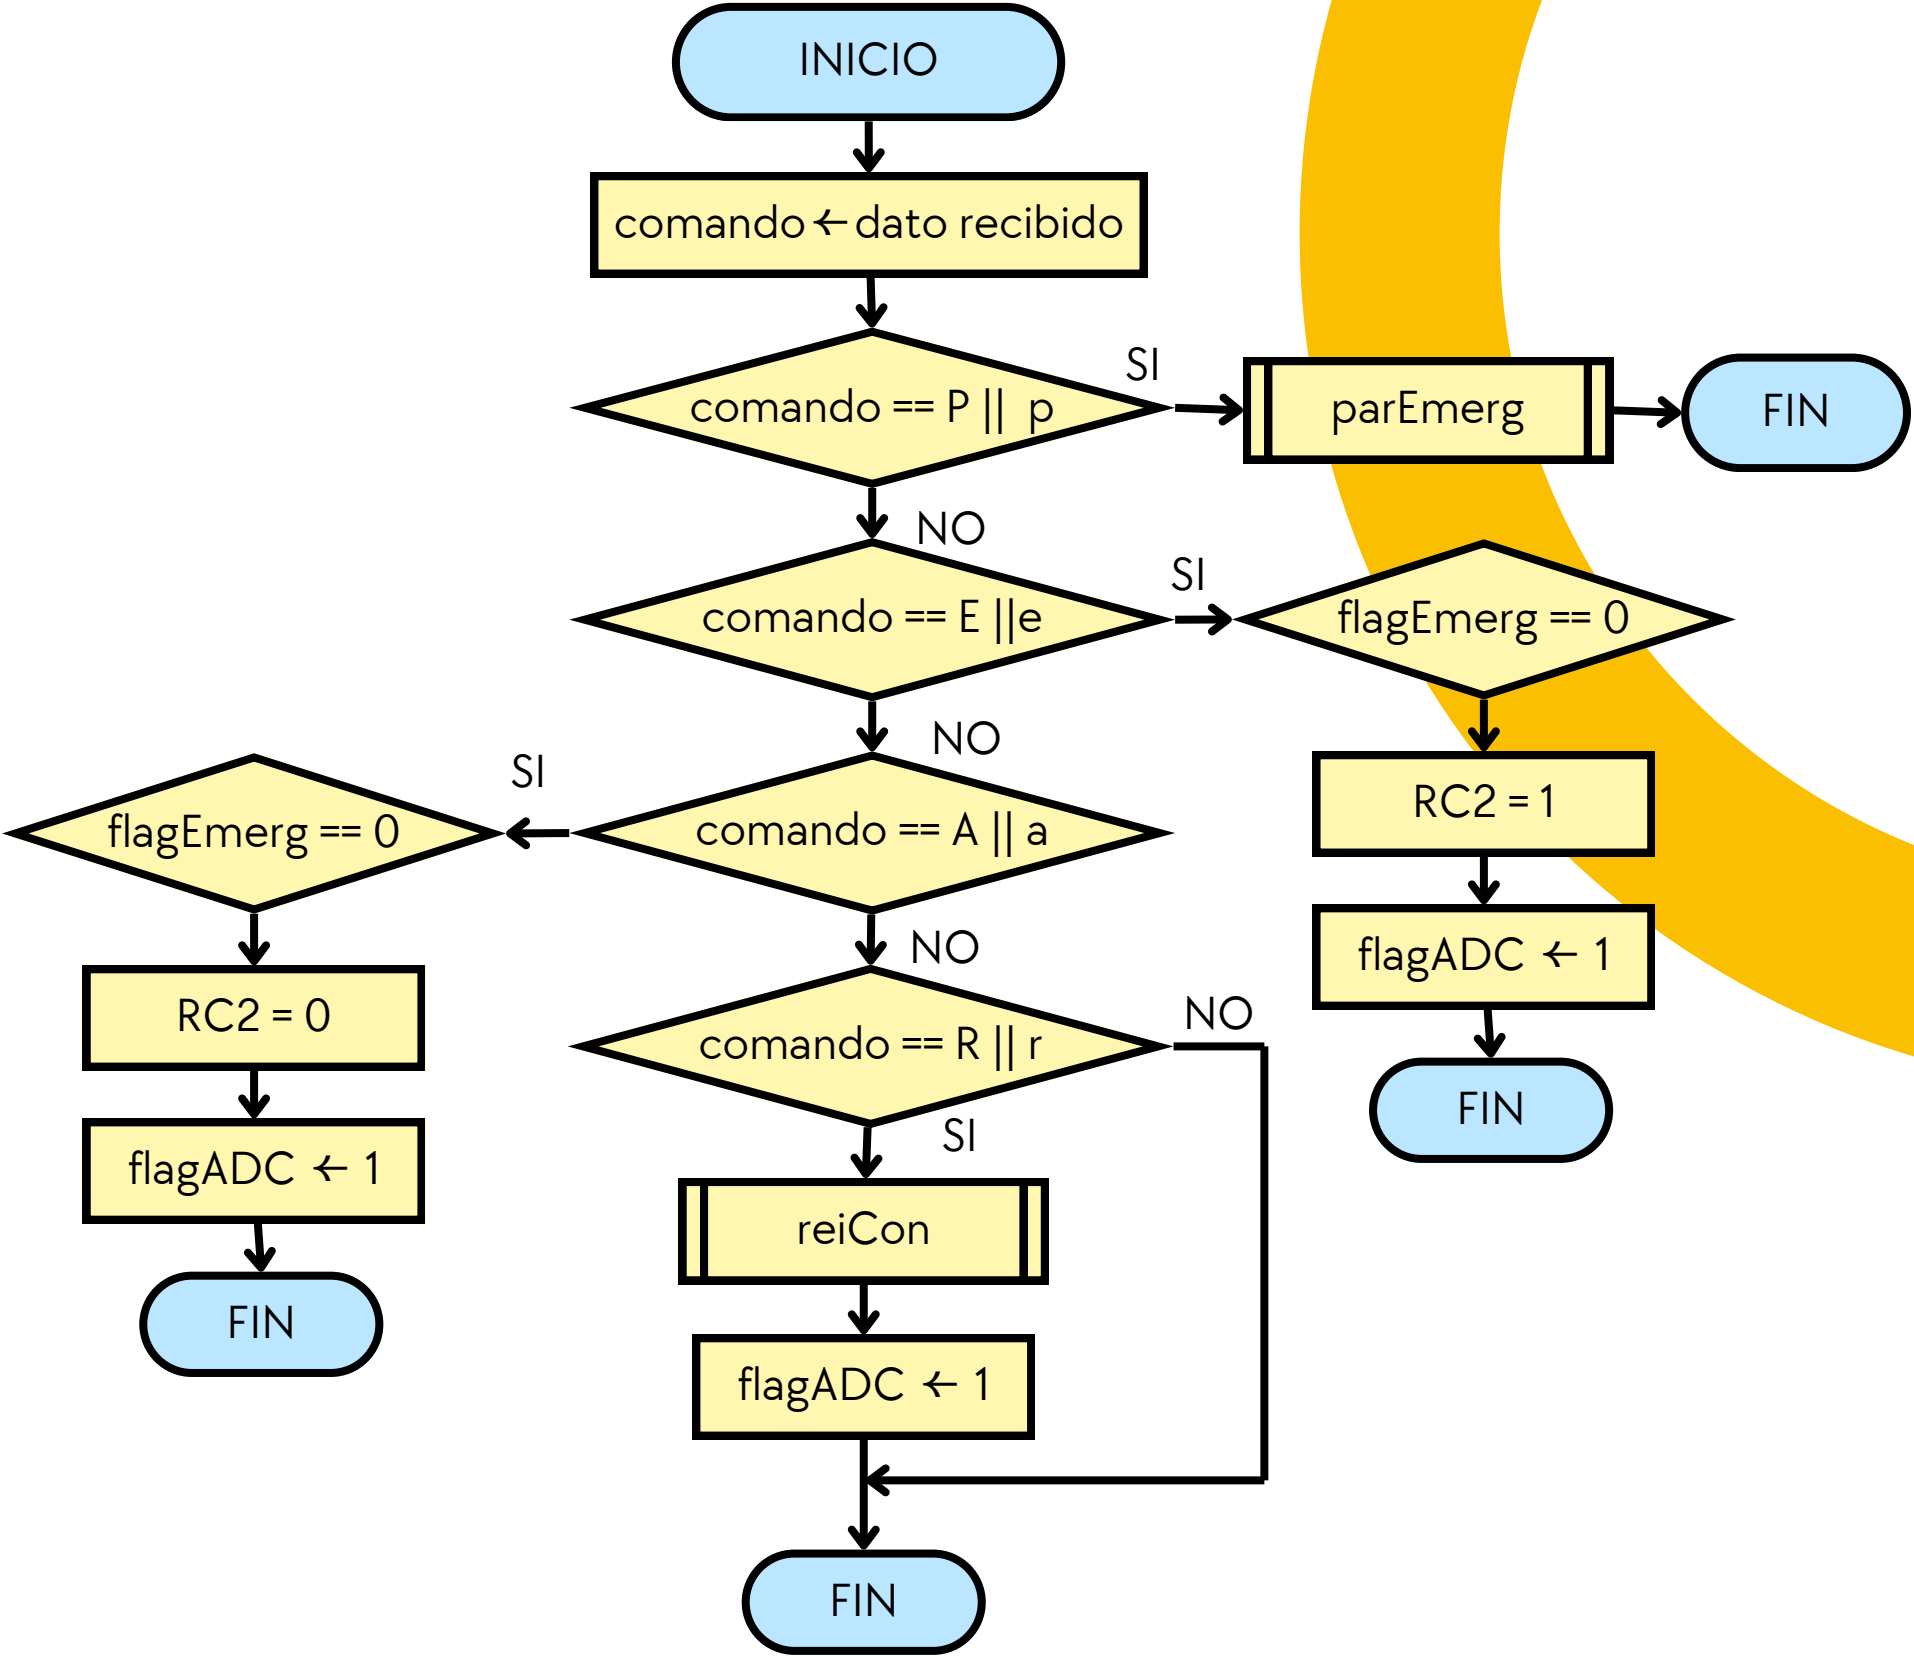 INICIO
comando ← dato recibido
comando == P || p
SI
parEmerg
FIN
NO
comando == E ||e
SI
flagEmerg == 0
RC2 = 1
flagADC ← 1
FIN
NO
comando == A || a
SI
flagEmerg == 0
RC2 = 0
flagADC ← 1
FIN
NO
comando == R || r
NO
SI
reiCon
flagADC ← 1
FIN